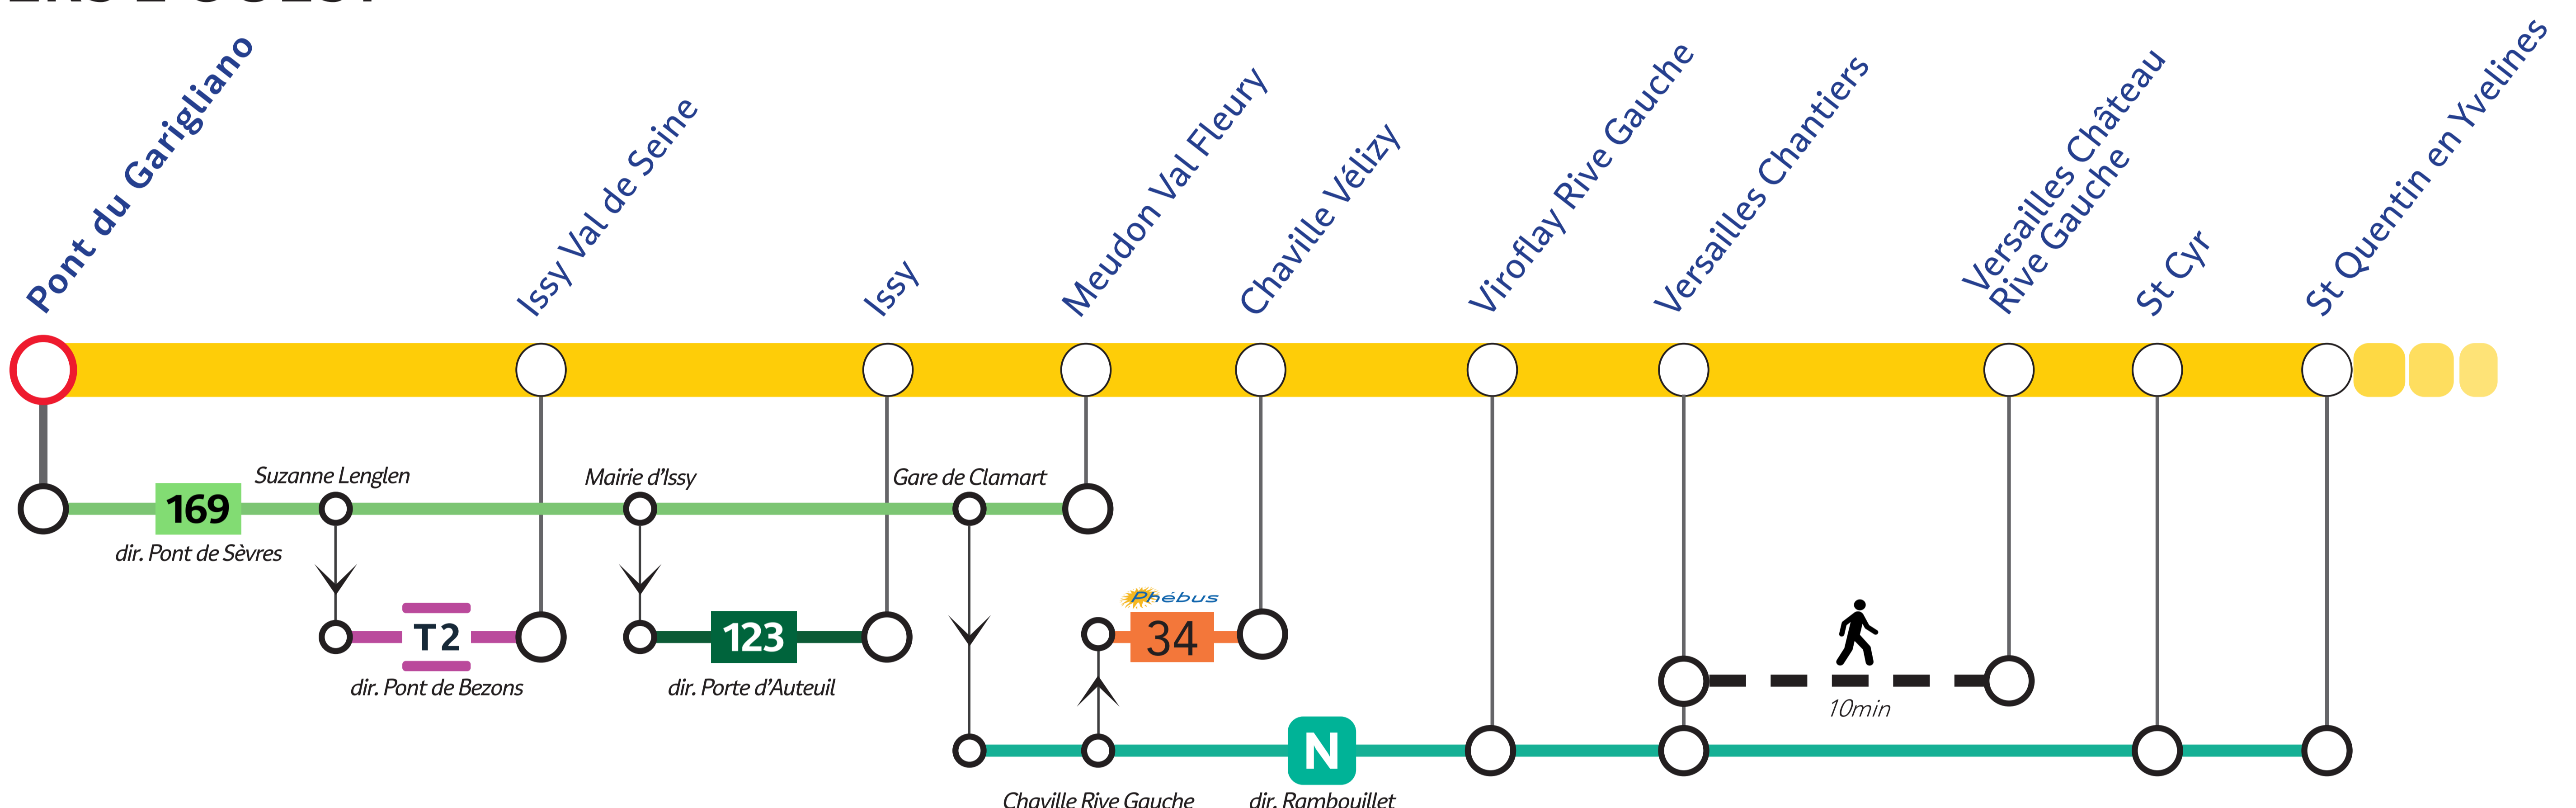 Pont du Garigliano
Issy Val de Seine
Issy
Meudon Val Fleury
Chaville Vélizy
Viroflay Rive Gauche
Versailles Chantiers
Versailles Château
Rive Gauche
St Cyr
St Quentin en Yvelines
Suzanne Lenglen
Mairie d'Issy
Gare de Clamart
169
dir. Pont de Sèvres
Phébus
T2
123
34
dir. Pont de Bezons
dir. Porte d'Auteuil
10min
N
Chaville Rive Gauche
dir. Rambouillet